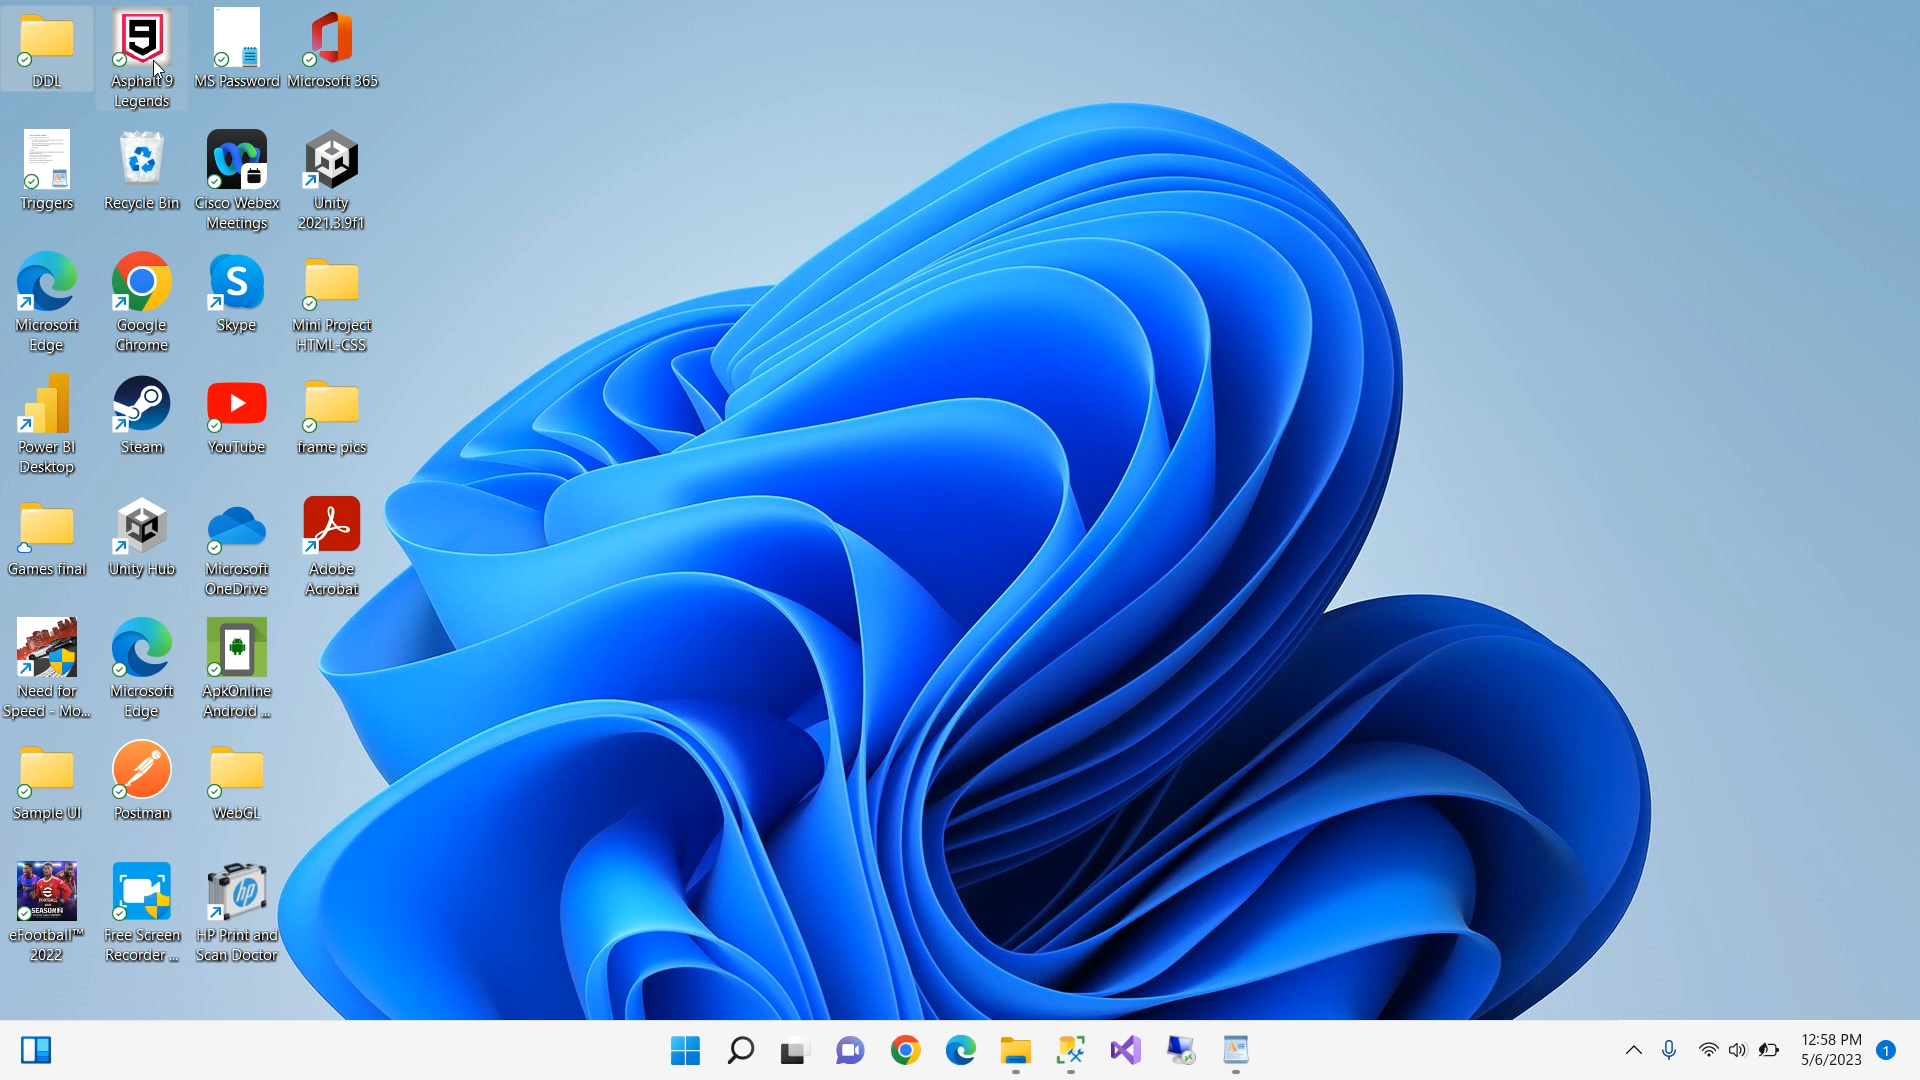 DDL
Asphalt 9
Legends
MS Password
Microsoft 365
Triggers
Recycle Bin
Cisco Webex
Meetings
Unity
2021.3.9f1
Microsoft
Edge
Google
Chrome
Skype
Mini Project
HTML-CSS
Power BI
Desktop
Steam
YouTube
frame pics
Games final
Unity Hub
Microsoft
OneDrive
Adobe
Acrobat
Need for
Speed - Mo...
Microsoft
Edge
ApkOnline
Android ...
Sample UI
Postman
WebGL
eFootball™
2022
Free Screen
Recorder ...
HP Print and
Scan Doctor
12:58 PM
5/6/2023
1